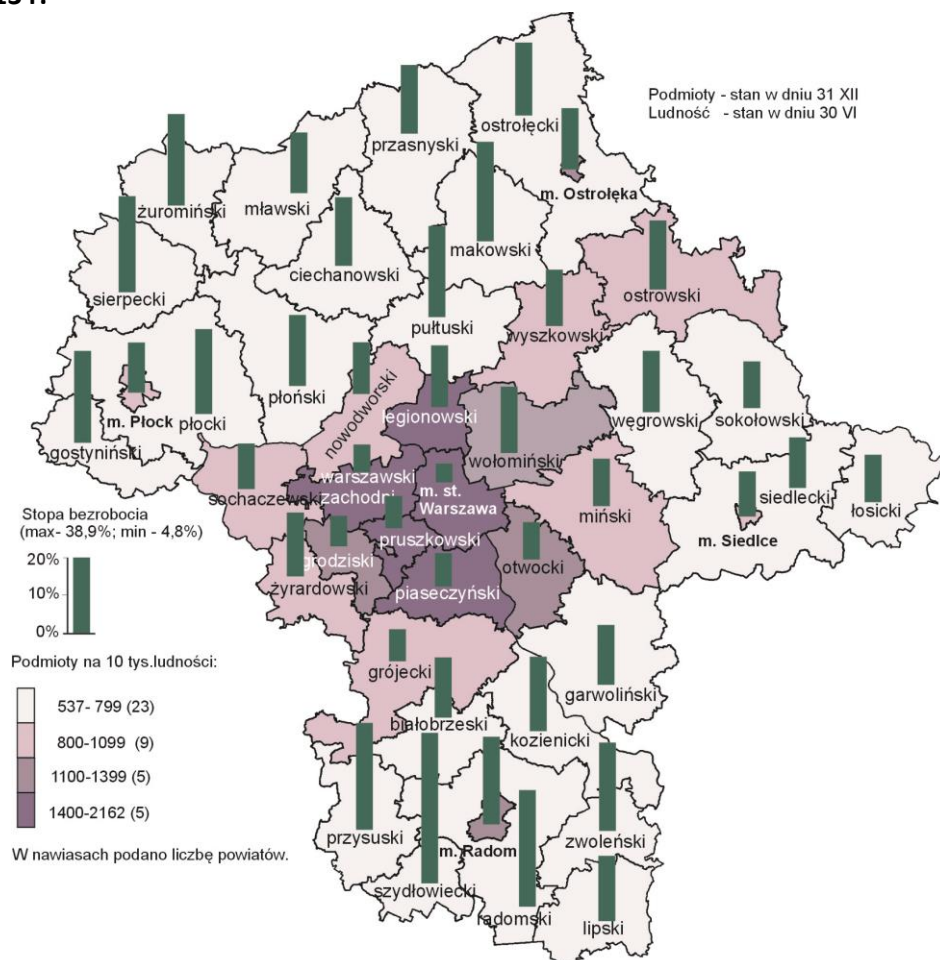 Podmioty - stan w dniu 31 XII
Ludność - stan w dniu 30 VI
ostrołęcki
przasnyski
m. Ostrołęka
żuromiński
mławski
makowski
ciechanowski
sierpecki
ostrowski
pułtuski
wyszkowski
płoński
nowodworski
legionowski
węgrowski
sokołowski
m. Płock
płocki
gostyniński
wołomiński
warszawski
zachodni
m. st.
Warszawa
sochaczewski
siedlecki
łosicki
miński
m. Siedlce
Stopa bezrobocia
(max- 38,9%; min - 4,8%)
pruszkowski
grodziski
otwocki
żyrardowski
piaseczyński
20%
10%
0%
Podmioty na 10 tys.ludności:
537- 799 (23)
800-1099 (9)
1100-1399 (5)
1400-2162 (5)
W nawiasach podano liczbę powiatów.
grójecki
garwoliński
białobrzeski
kozienicki
przysuski
m. Radom
zwoleński
szydłowiecki
radomski
lipski